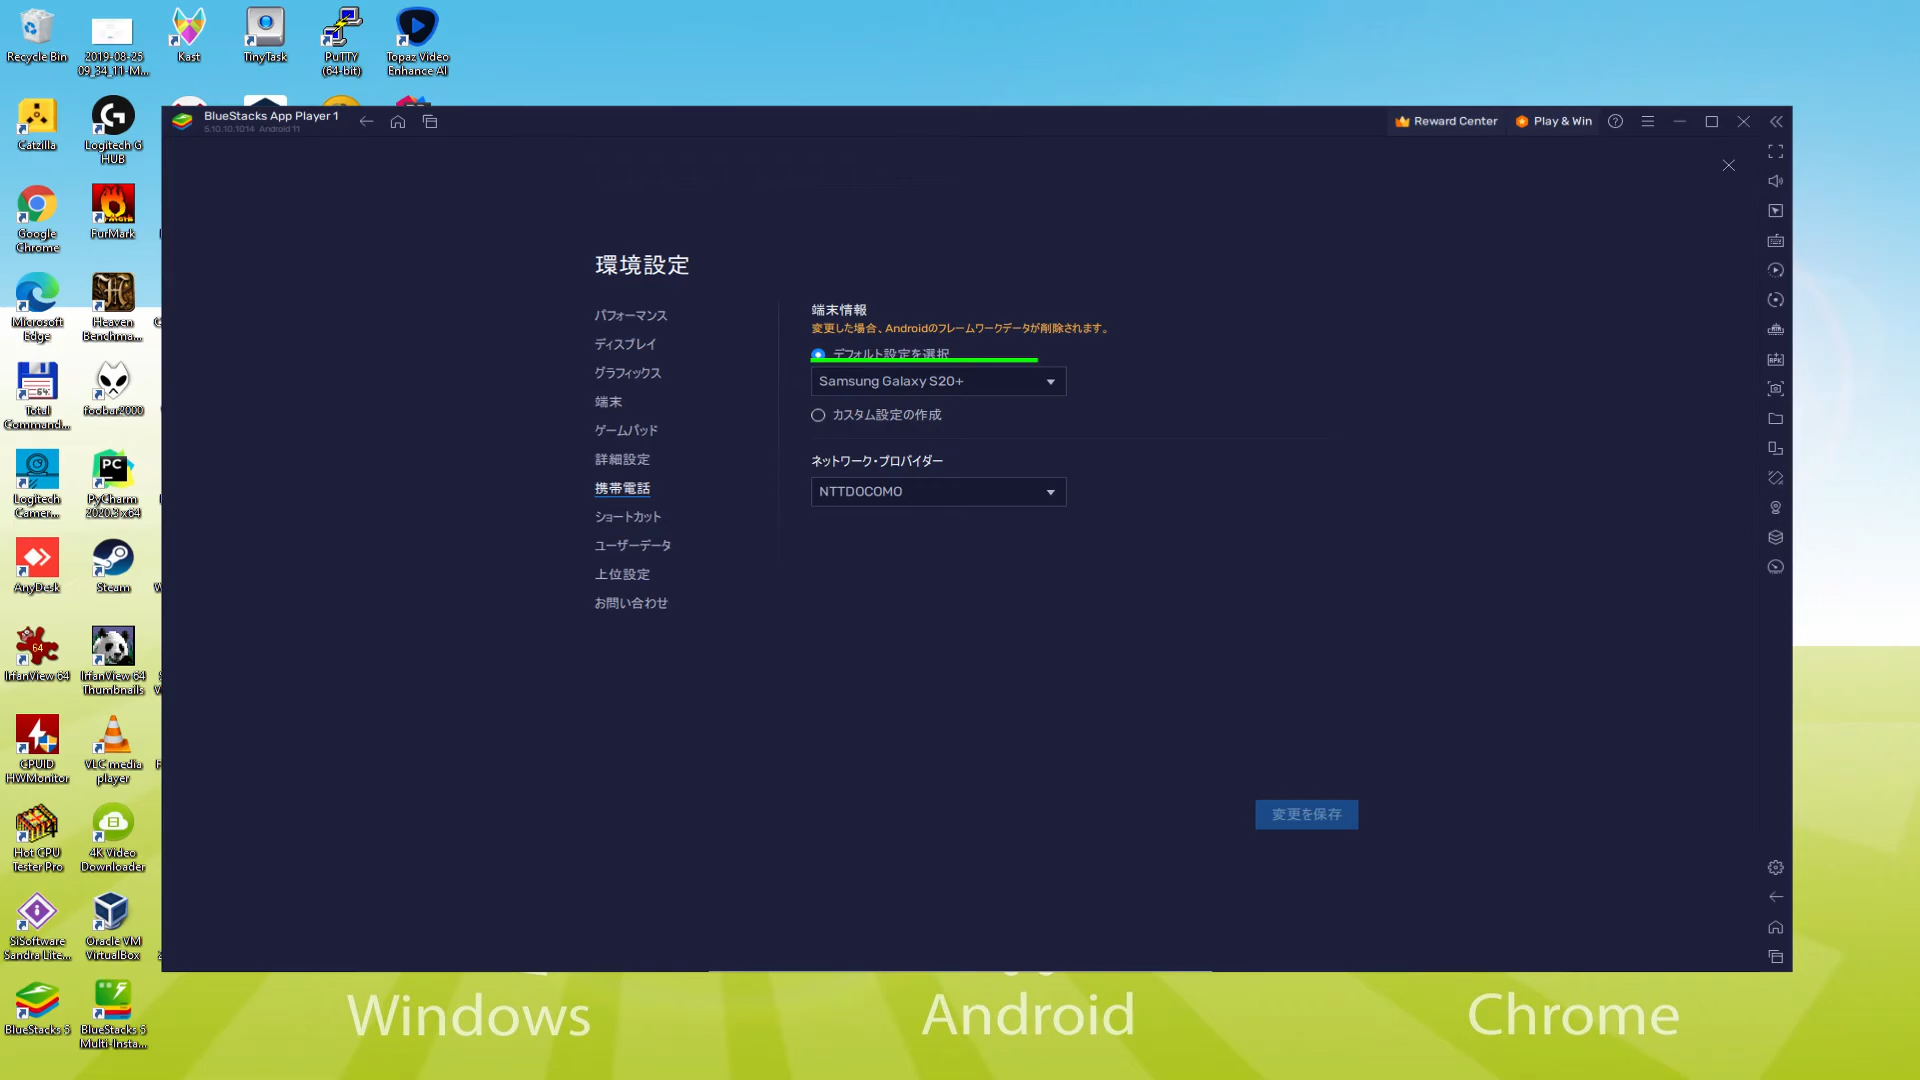 Recycle Bin
2019-08-25
09_34_11-M...
Kast
TinyTask
PuTTY
(64-bit)
Topaz Video
Enhance AI
Catzilla
Logitech G
HUB
Google
Chrome
FurMark
Microsoft
Edge
Heaven
Benchma...
Total
Command...
foobar2000
Logitech
Camer...
PyCharm
2020.3 x64
AnyDesk
Steam
IrfanView 64
IrfanView 64
Thumbnails
CPUID
HWMonitor
VLC media
player
Hot CPU
Tester Pro
4K Video
Downloader
SiSoftware
Sandra Lite...
Oracle VM
VirtualBox
BlueStacks 5
BlueStacks 5
Multi-Insta...
BlueStacks App Player 1
5.10.10.1014 Android 11
Reward Center
Play & Win
環境設定
パフォーマンス
ディスプレイ
グラフィックス
端末
ゲームパッド
詳細設定
携帯電話
ショートカット
ユーザーデータ
上位設定
お問い合わせ
端末情報
変更した場合、Androidのフレームワークデータが削除されます。
デフォルト設定を選択
Samsung Galaxy S20+
カスタム設定の作成
ネットワーク・プロバイダー
NTTDOCOMO
変更を保存
Windows
Android
Chrome